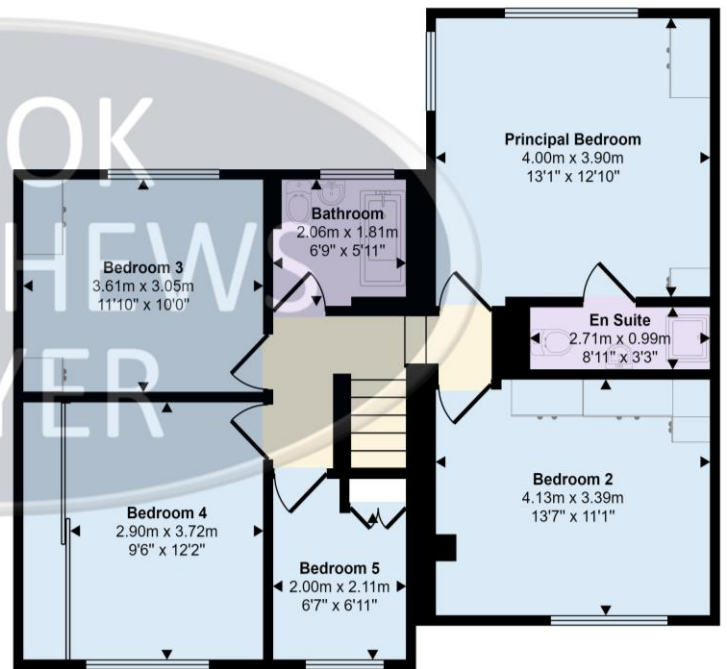 OK
HEWS
YER
Principal Bedroom
4.00m x 3.90m
13'1" x 12'10"
Bathroom
2.06m x 1.81m
6'9" x 5'11"
Bedroom 3
3.61m x 3.05m
11'10" x 10'0"
En Suite
2.71m x 0.99m
8'11" x 3'3"
Bedroom 2
4.13m x 3.39m
13'7" x 11'1"
Bedroom 4
2.90m x 3.72m
9'6" x 12'2"
Bedroom 5
2.00m x 2.11m
6'7" x 6'11"